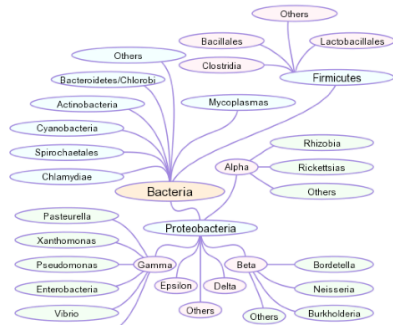 Others
Bacillales
Lactobacillales
Others
Clostridia
Firmicutes
Bacteroidetes/Chlorobi
Actinobacteria
Mycoplasmas
Cyanobacteria
Rhizobia
Spirochaetales
Alpha
Rickettsias
Chlamydiae
Bacteria
Others
Pasteurella
Proteobacteria
Xanthomonas
Pseudomonas
Gamma
Beta
Bordetella
Enterobacteria
Epsilon
Delta
Neisseria
Vibrio
Others
Others
Burkholderia